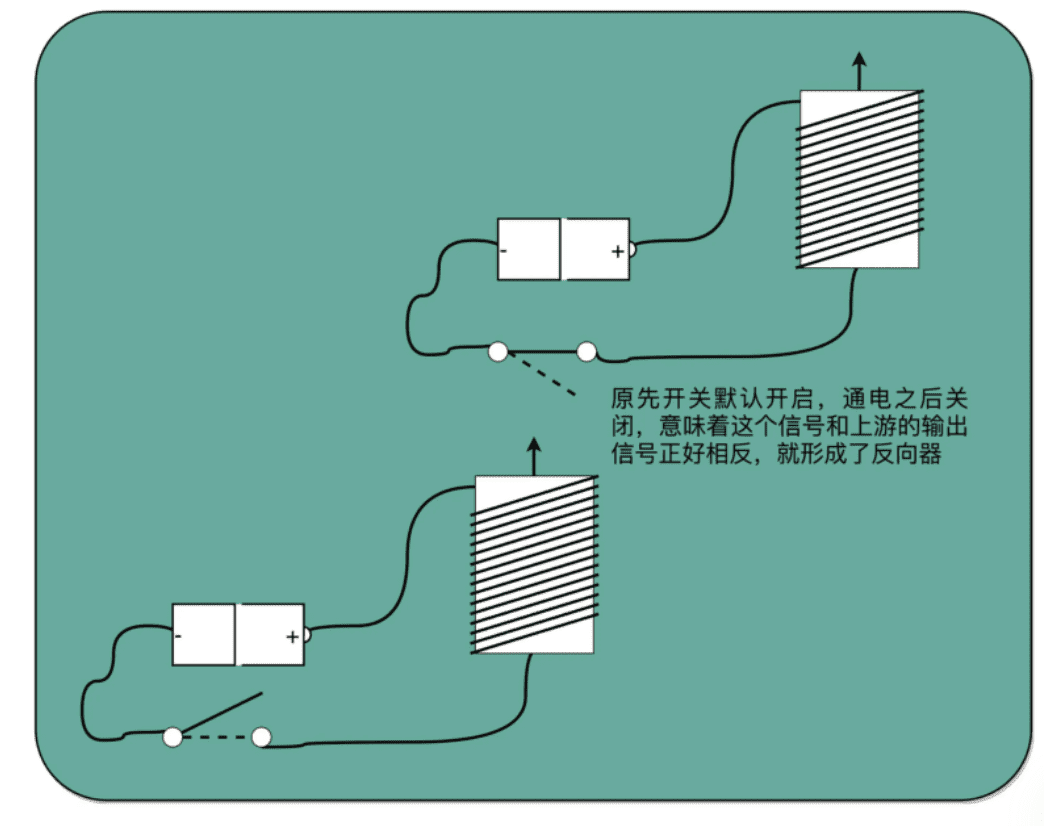 -
+
原先开关默认开启，通电之后关
闭，意味着这个信号和上游的输出
信号正好相反，就形成了反向器
-
+